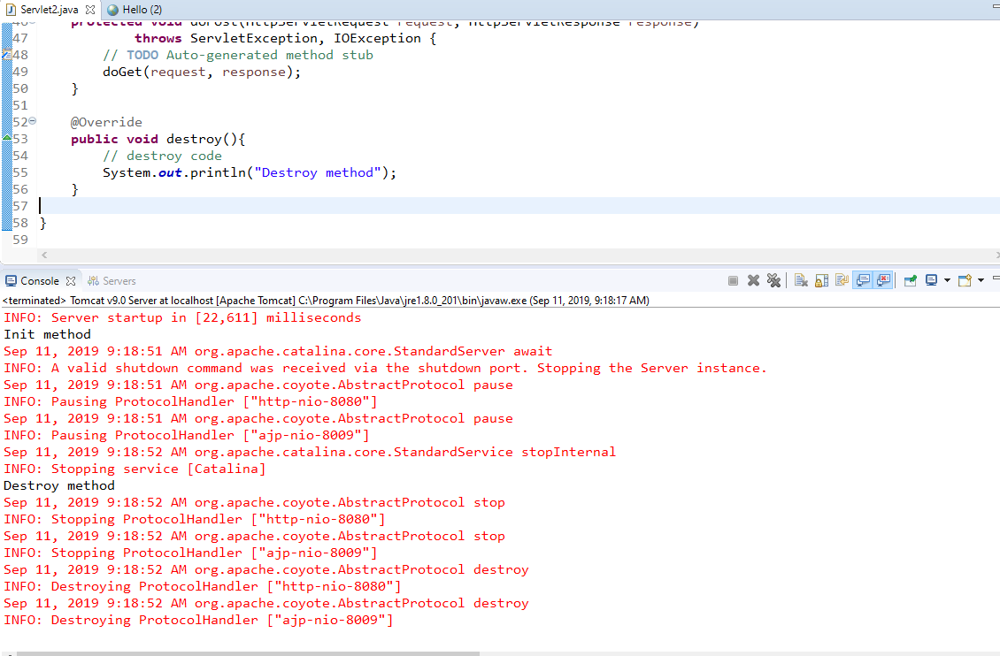 Servlet2.java Hello (2)
protected void doPost(HttpServletRequest request, HttpServletResponse response)
47 throws ServletException, IOException {
48 // TODO Auto-generated method stub
49 doGet(request, response);
50 }
51
52 @Override
53 public void destroy(){
54 // destroy code
55 System.out.println("Destroy method");
56 }
57
58 }
59
Console Servers
<terminated> Tomcat v9.0 Server at localhost [Apache Tomcat] C:\Program Files\Java\jre1.8.0_201\bin\javaw.exe (Sep 11, 2019, 9:18:17 AM)
INFO: Server startup in [22,611] milliseconds
Init method
Sep 11, 2019 9:18:51 AM org.apache.catalina.core.StandardServer await
INFO: A valid shutdown command was received via the shutdown port. Stopping the Server instance.
Sep 11, 2019 9:18:51 AM org.apache.coyote.AbstractProtocol pause
INFO: Pausing ProtocolHandler ["http-nio-8080"]
Sep 11, 2019 9:18:51 AM org.apache.coyote.AbstractProtocol pause
INFO: Pausing ProtocolHandler ["ajp-nio-8009"]
Sep 11, 2019 9:18:52 AM org.apache.catalina.core.StandardService stopInternal
INFO: Stopping service [Catalina]
Destroy method
Sep 11, 2019 9:18:52 AM org.apache.coyote.AbstractProtocol stop
INFO: Stopping ProtocolHandler ["http-nio-8080"]
Sep 11, 2019 9:18:52 AM org.apache.coyote.AbstractProtocol stop
INFO: Stopping ProtocolHandler ["ajp-nio-8009"]
Sep 11, 2019 9:18:52 AM org.apache.coyote.AbstractProtocol destroy
INFO: Destroying ProtocolHandler ["http-nio-8080"]
Sep 11, 2019 9:18:52 AM org.apache.coyote.AbstractProtocol destroy
INFO: Destroying ProtocolHandler ["ajp-nio-8009"]